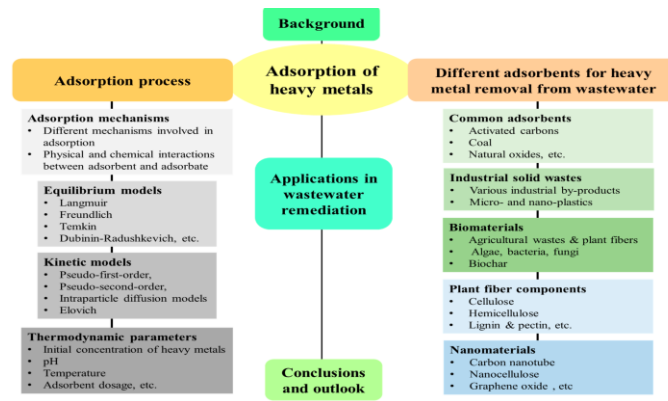 Background
Adsorption of
heavy metals
Adsorption process
Adsorption mechanisms
• Different mechanisms involved in
adsorption
• Physical and chemical interactions
between adsorbent and adsorbate
Equilibrium models
• Langmuir
• Freundlich
• Temkin
• Dubinin-Radushkevich, etc.
Kinetic models
• Pseudo-first-order,
• Pseudo-second-order,
• Intraparticle diffusion models
• Elovich
Thermodynamic parameters
• Initial concentration of heavy metals
• pH
• Temperature
• Adsorbent dosage, etc.
Applications in
wastewater
remediation
Conclusions
and outlook
Different adsorbents for heavy
metal removal from wastewater
Common adsorbents
• Activated carbons
• Coal
• Natural oxides, etc.
Industrial solid wastes
• Various industrial by-products
• Micro- and nano-plastics
Biomaterials
• Agricultural wastes & plant fibers
• Algae, bacteria, fungi
• Biochar
Plant fiber components
• Cellulose
• Hemicellulose
• Lignin & pectin, etc.
Nanomaterials
• Carbon nanotube
• Nanocellulose
• Graphene oxide , etc